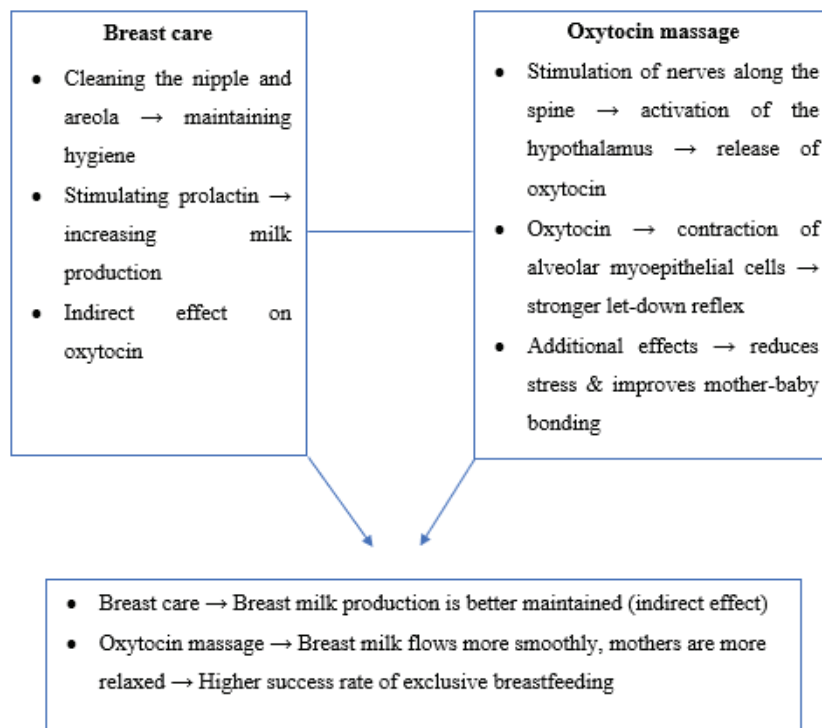 Breast care
● Cleaning the nipple and
areola → maintaining
hygiene
● Stimulating prolactin →
increasing milk
production
● Indirect effect on
oxytocin
Oxytocin massage
● Stimulation of nerves along the
spine → activation of the
hypothalamus → release of
oxytocin
● Oxytocin → contraction of
alveolar myoepithelial cells →
stronger let-down reflex
● Additional effects → reduces
stress & improves mother-baby
bonding
● Breast care → Breast milk production is better maintained (indirect effect)
● Oxytocin massage → Breast milk flows more smoothly, mothers are more
relaxed → Higher success rate of exclusive breastfeeding